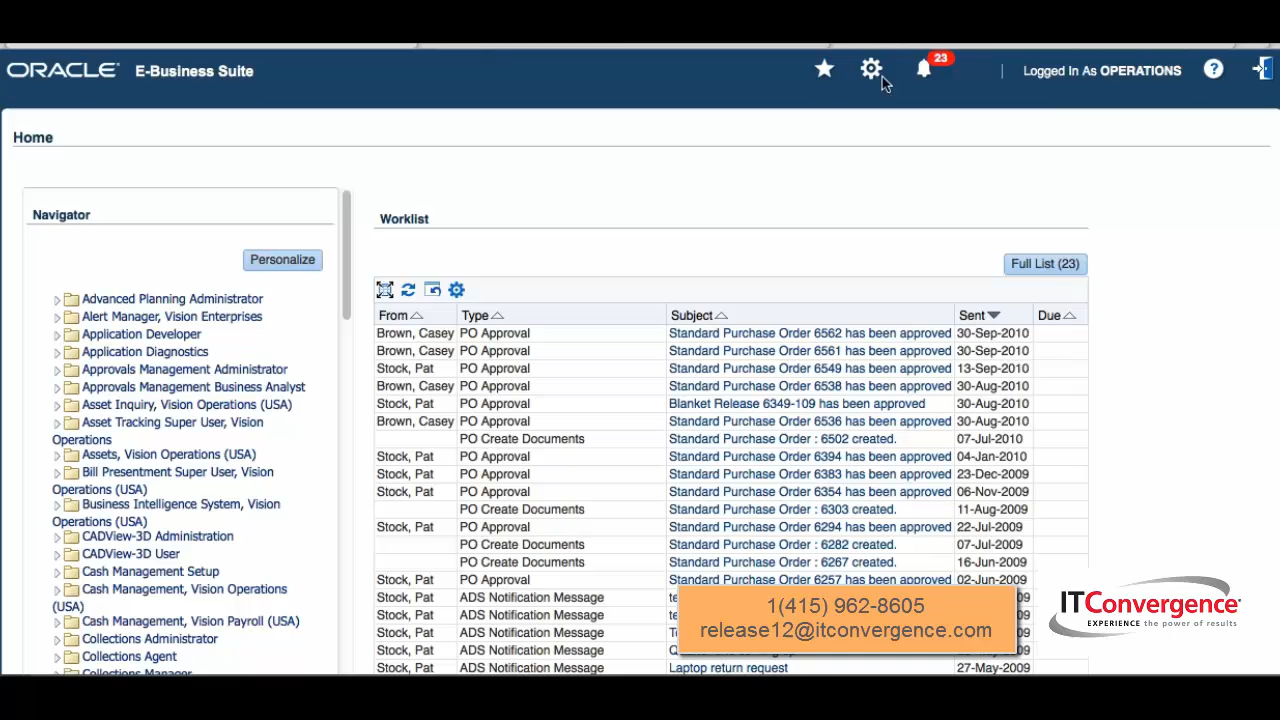 ORACLE E-Business Suite 23 Logged In As OPERATIONS ?
Home
Navigator
Personalize
Advanced Planning Administrator
Alert Manager, Vision Enterprises
Application Developer
Application Diagnostics
Approvals Management Administrator
Approvals Management Business Analyst
Asset Inquiry, Vision Operations (USA)
Asset Tracking Super User, Vision
Operations
Assets, Vision Operations (USA)
Bill Presentment Super User, Vision
Operations (USA)
Business Intelligence System, Vision
Operations (USA)
CADView-3D Administration
CADView-3D User
Cash Management Setup
Cash Management, Vision Operations
(USA)
Cash Management, Vision Payroll (USA)
Collections Administrator
Collections Agent
Collections Manager
Worklist
Full List (23)
From Type Subject Sent Due
Brown, Casey PO Approval Standard Purchase Order 6562 has been approved 30-Sep-2010
Brown, Casey PO Approval Standard Purchase Order 6561 has been approved 30-Sep-2010
Stock, Pat PO Approval Standard Purchase Order 6549 has been approved 13-Sep-2010
Brown, Casey PO Approval Standard Purchase Order 6538 has been approved 30-Aug-2010
Stock, Pat PO Approval Blanket Release 6349-109 has been approved 30-Aug-2010
Brown, Casey PO Approval Standard Purchase Order 6536 has been approved 30-Aug-2010
PO Create Documents Standard Purchase Order : 6502 created. 07-Jul-2010
Stock, Pat PO Approval Standard Purchase Order 6394 has been approved 04-Jan-2010
Stock, Pat PO Approval Standard Purchase Order 6383 has been approved 23-Dec-2009
Stock, Pat PO Approval Standard Purchase Order 6354 has been approved 06-Nov-2009
PO Create Documents Standard Purchase Order : 6303 created. 11-Aug-2009
Stock, Pat PO Approval Standard Purchase Order 6294 has been approved 22-Jul-2009
PO Create Documents Standard Purchase Order : 6282 created. 07-Jul-2009
PO Create Documents Standard Purchase Order : 6267 created. 16-Jun-2009
Stock, Pat PO Approval Standard Purchase Order 6257 has been approved 02-Jun-2009
Stock, Pat ADS Notification Message
Stock, Pat ADS Notification Message
Stock, Pat ADS Notification Message
Stock, Pat ADS Notification Message
Stock, Pat ADS Notification Message Laptop return request 27-May-2009
1(415) 962-8605
release12@itconvergence.com
ITConvergence
EXPERIENCE the power of results